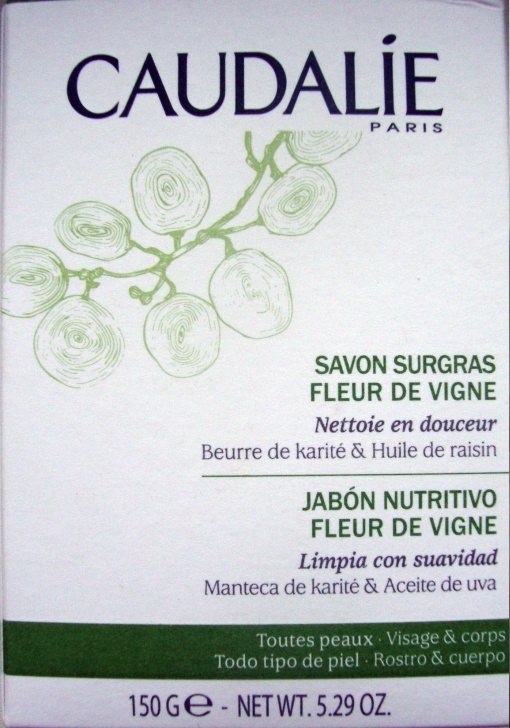 CAUDALÍE
PARIS
SAVON SURGRAS
FLEUR DE VIGNE
Nettoie en douceur
Beurre de karité & Huile de raisin
JABÓN NUTRITIVO
FLEUR DE VIGNE
Limpia con suavidad
Manteca de karité & Aceite de uva
Toutes peaux · Visage & corps
Todo tipo de piel · Rostro & cuerpo
150 G ℮ - NET WT. 5.29 OZ.